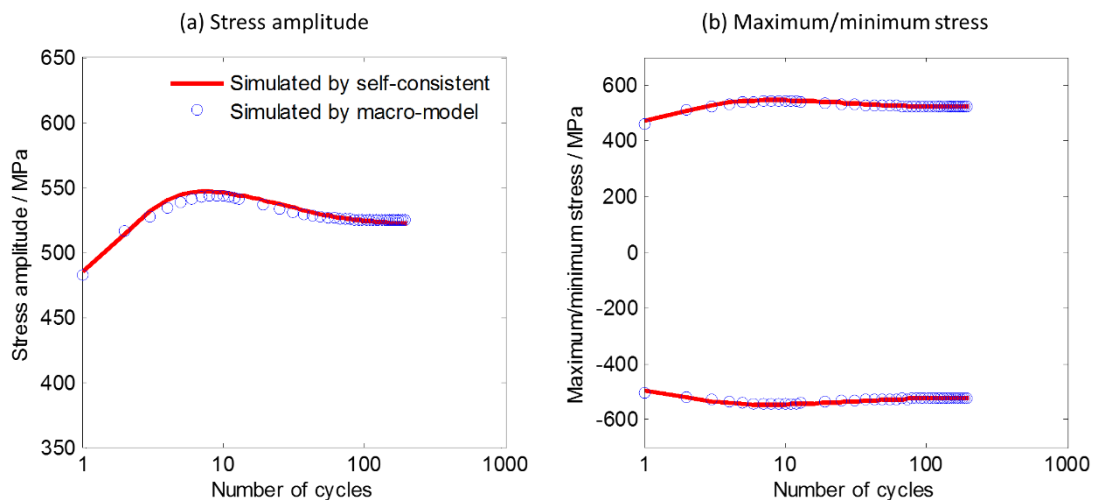 (a) Stress amplitude
650
600
550
500
450
400
350
Stress amplitude / MPa
Simulated by self-consistent
Simulated by macro-model
1
10
100
1000
Number of cycles
(b) Maximum/minimum stress
600
400
200
0
-200
-400
-600
Maximum/minimum stress / MPa
1
10
100
1000
Number of cycles